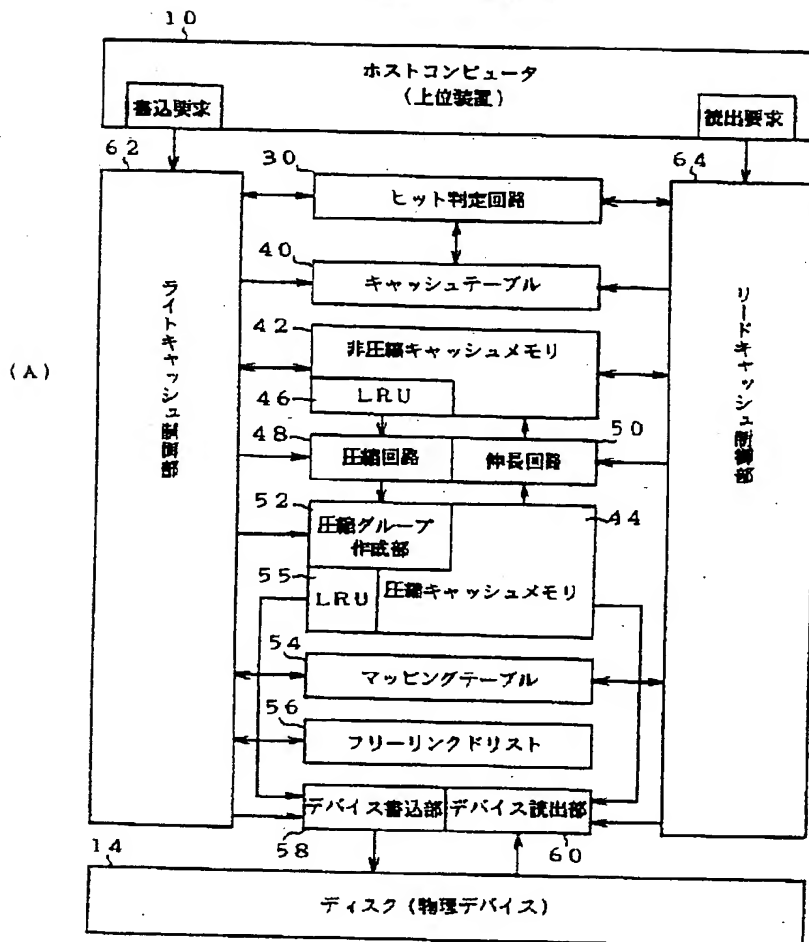 10
ホストコンピュータ
(上位装置)
書込要求
読出要求
62
30
64
ヒット判定回路
40
キャッシュテーブル
(A)
ライトキャッシュ制御部
リードキャッシュ制御部
42
非圧縮キャッシュメモリ
46
LRU
48
50
圧縮回路
伸長回路
52
44
圧縮グループ
作成部
55
LRU
圧縮キャッシュメモリ
54
マッピングテーブル
56
フリーリンクドリスト
デバイス書込部
デバイス読出部
58
60
14
ディスク(物理デバイス)